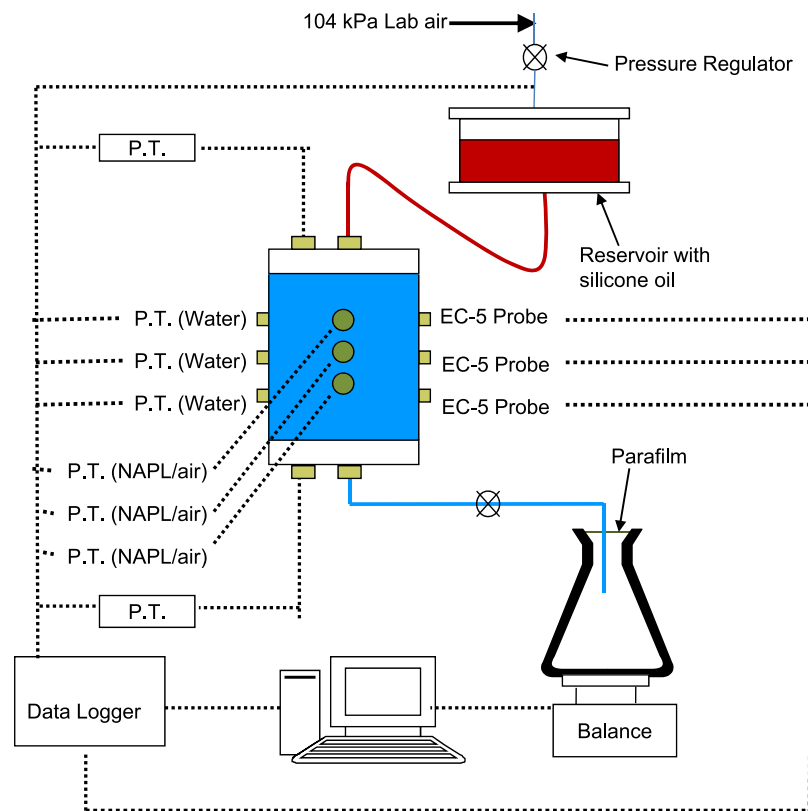 104 kPa Lab air
Pressure Regulator
P.T.
Reservoir with
silicone oil
P.T. (Water)
EC-5 Probe
P.T. (Water)
EC-5 Probe
P.T. (Water)
EC-5 Probe
Parafilm
P.T. (NAPL/air)
P.T. (NAPL/air)
P.T. (NAPL/air)
P.T.
Data Logger
Balance